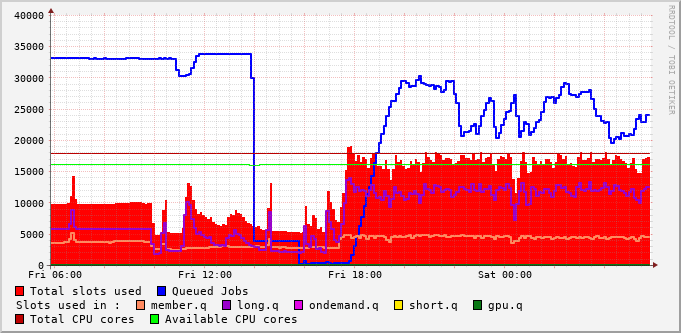 40000
35000
30000
25000
20000
15000
10000
5000
0
Fri 06:00 Fri 12:00 Fri 18:00 Sat 00:00
RRDTOOL / TOBI OETIKER
Total slots used Queued Jobs
Slots used in : member.q long.q ondemand.q short.q gpu.q
Total CPU cores Available CPU cores